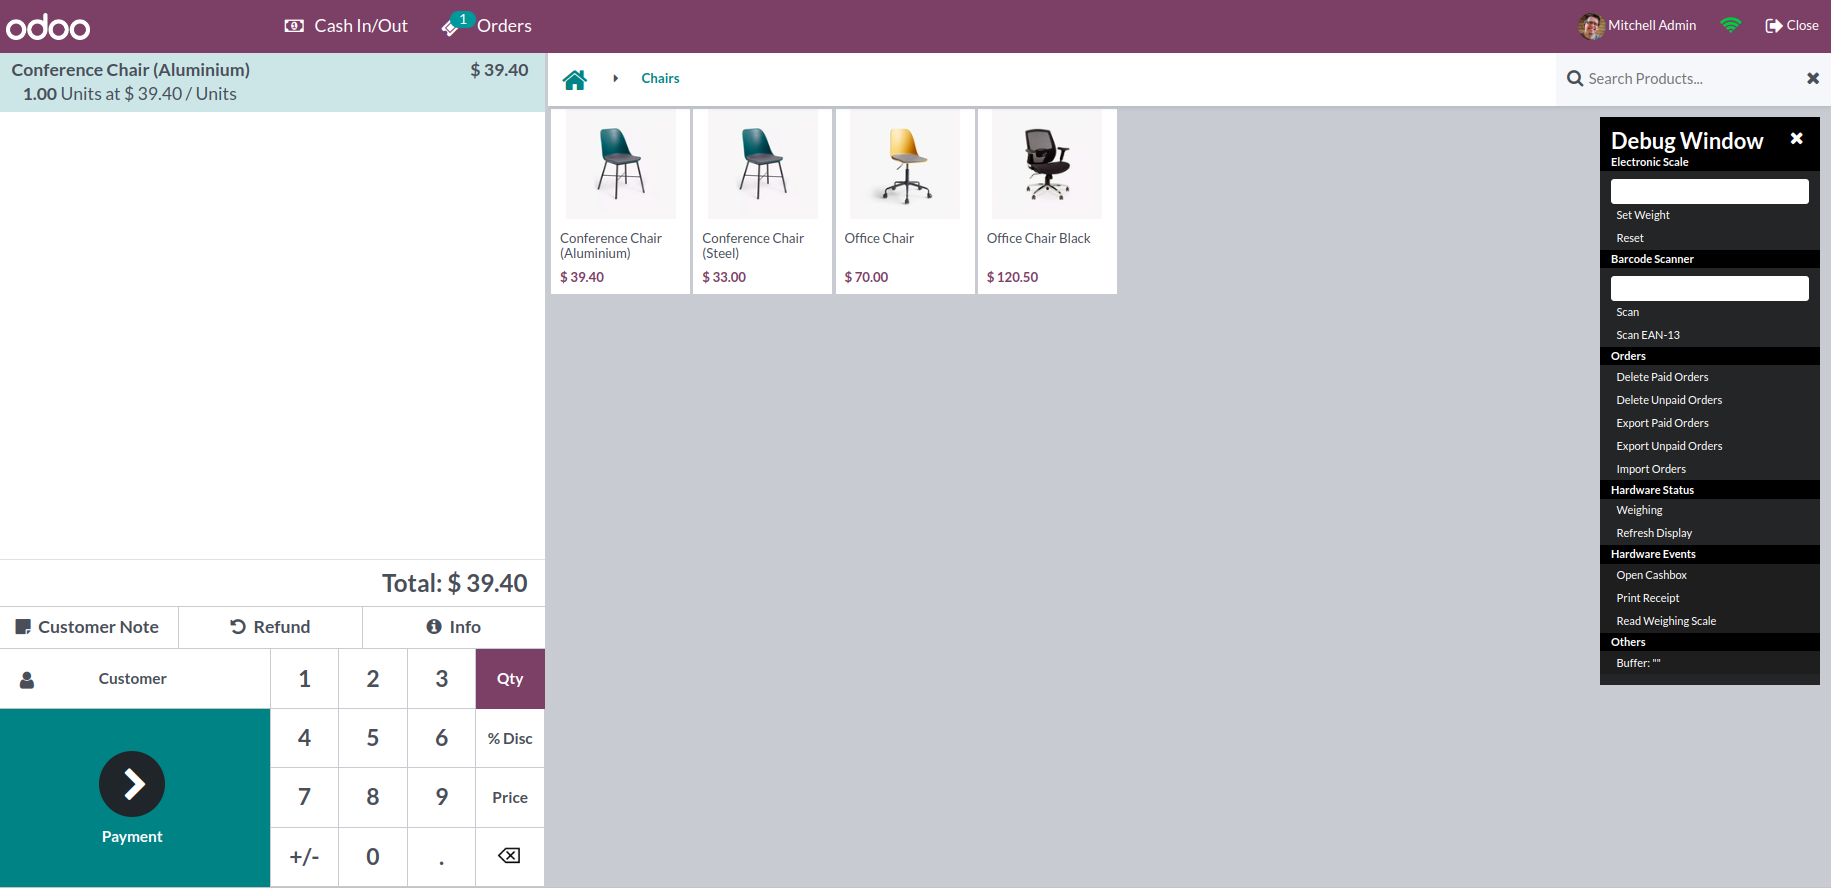 odoo
Cash In/Out
1
Orders
Mitchell Admin
Close
Conference Chair (Aluminium)
$ 39.40
1.00 Units at $ 39.40 / Units
Chairs
Search Products...
Conference Chair
(Aluminium)
$ 39.40
Conference Chair
(Steel)
$ 33.00
Office Chair
$ 70.00
Office Chair Black
$ 120.50
Debug Window
Electronic Scale
Set Weight
Reset
Barcode Scanner
Scan
Scan EAN-13
Orders
Delete Paid Orders
Delete Unpaid Orders
Export Paid Orders
Export Unpaid Orders
Import Orders
Hardware Status
Weighing
Refresh Display
Hardware Events
Open Cashbox
Print Receipt
Read Weighing Scale
Others
Buffer: ""
Total: $ 39.40
Customer Note
Refund
Info
Customer
1
2
3
Qty
4
5
6
% Disc
7
8
9
Price
+/-
0
.
Payment